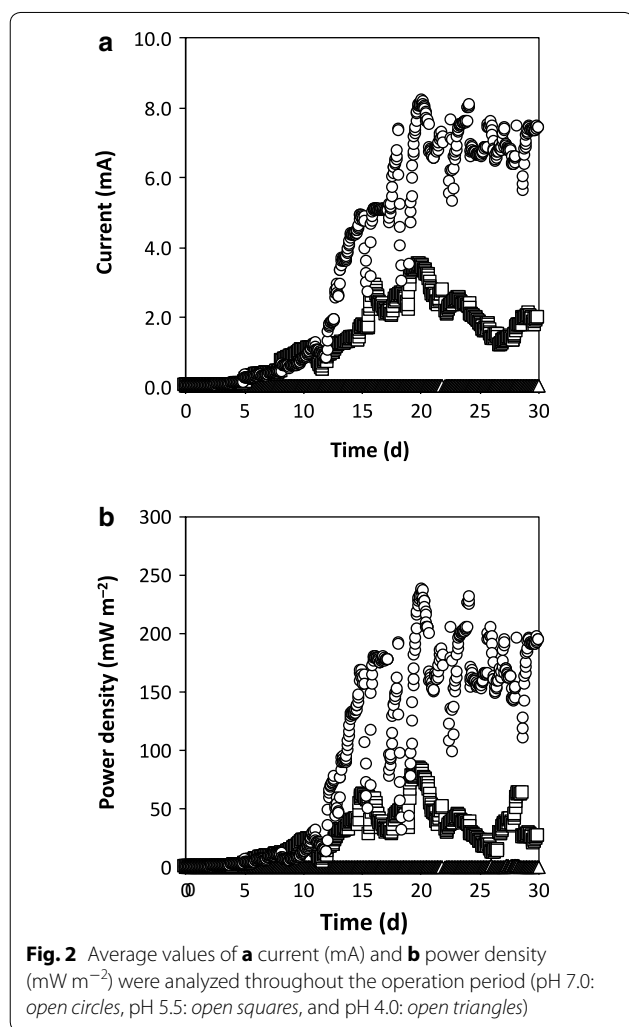 a
10.0
8.0
6.0
4.0
2.0
0.0
Current (mA)
0 5 10 15 20 25 30
Time (d)
b
300
250
200
150
100
50
0
Power density (mW m⁻²)
00 5 10 15 20 25 30
Time (d)
Fig. 2 Average values of a current (mA) and b power density
(mW m⁻²) were analyzed throughout the operation period (pH 7.0:
open circles, pH 5.5: open squares, and pH 4.0: open triangles)